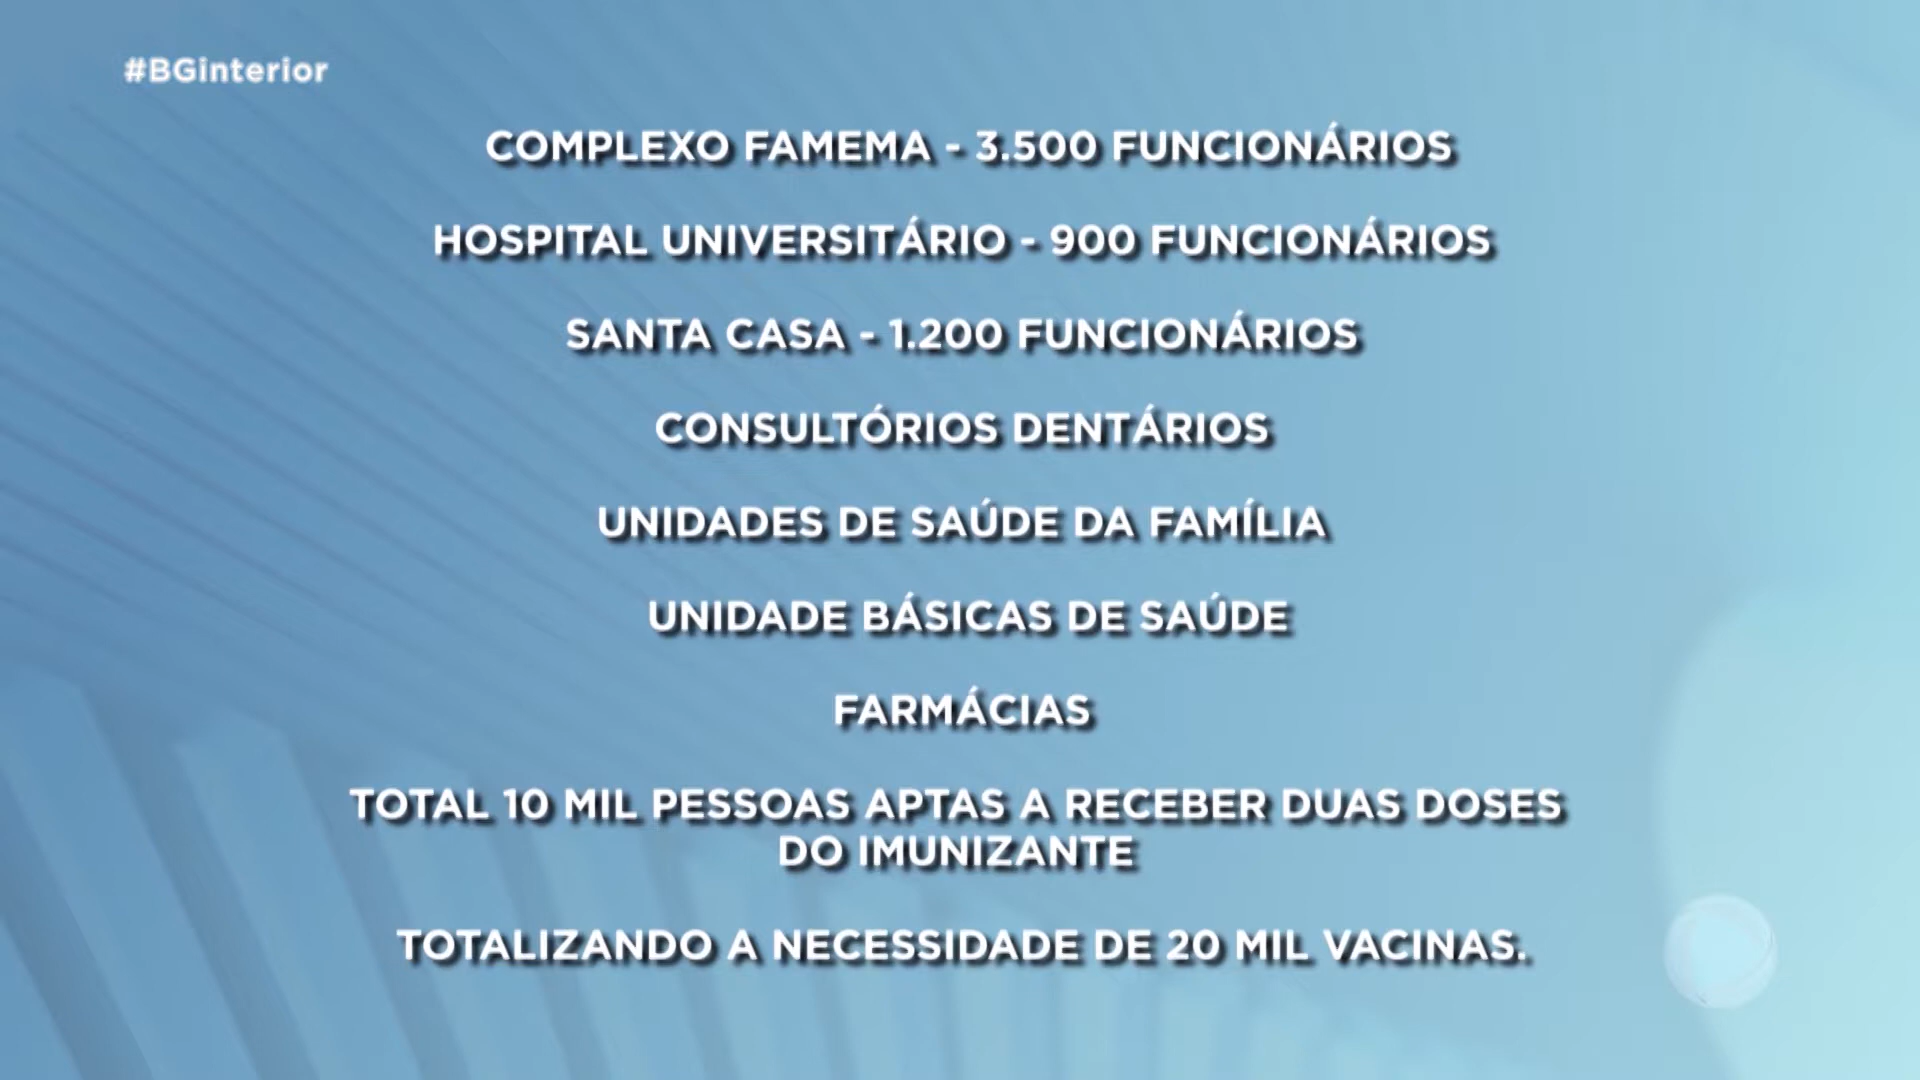 #BGinterior
COMPLEXO FAMEMA - 3.500 FUNCIONÁRIOS
HOSPITAL UNIVERSITÁRIO - 900 FUNCIONÁRIOS
SANTA CASA - 1.200 FUNCIONÁRIOS
CONSULTÓRIOS DENTÁRIOS
UNIDADES DE SAÚDE DA FAMÍLIA
UNIDADE BÁSICAS DE SAÚDE
FARMÁCIAS
TOTAL 10 MIL PESSOAS APTAS A RECEBER DUAS DOSES
DO IMUNIZANTE
TOTALIZANDO A NECESSIDADE DE 20 MIL VACINAS.